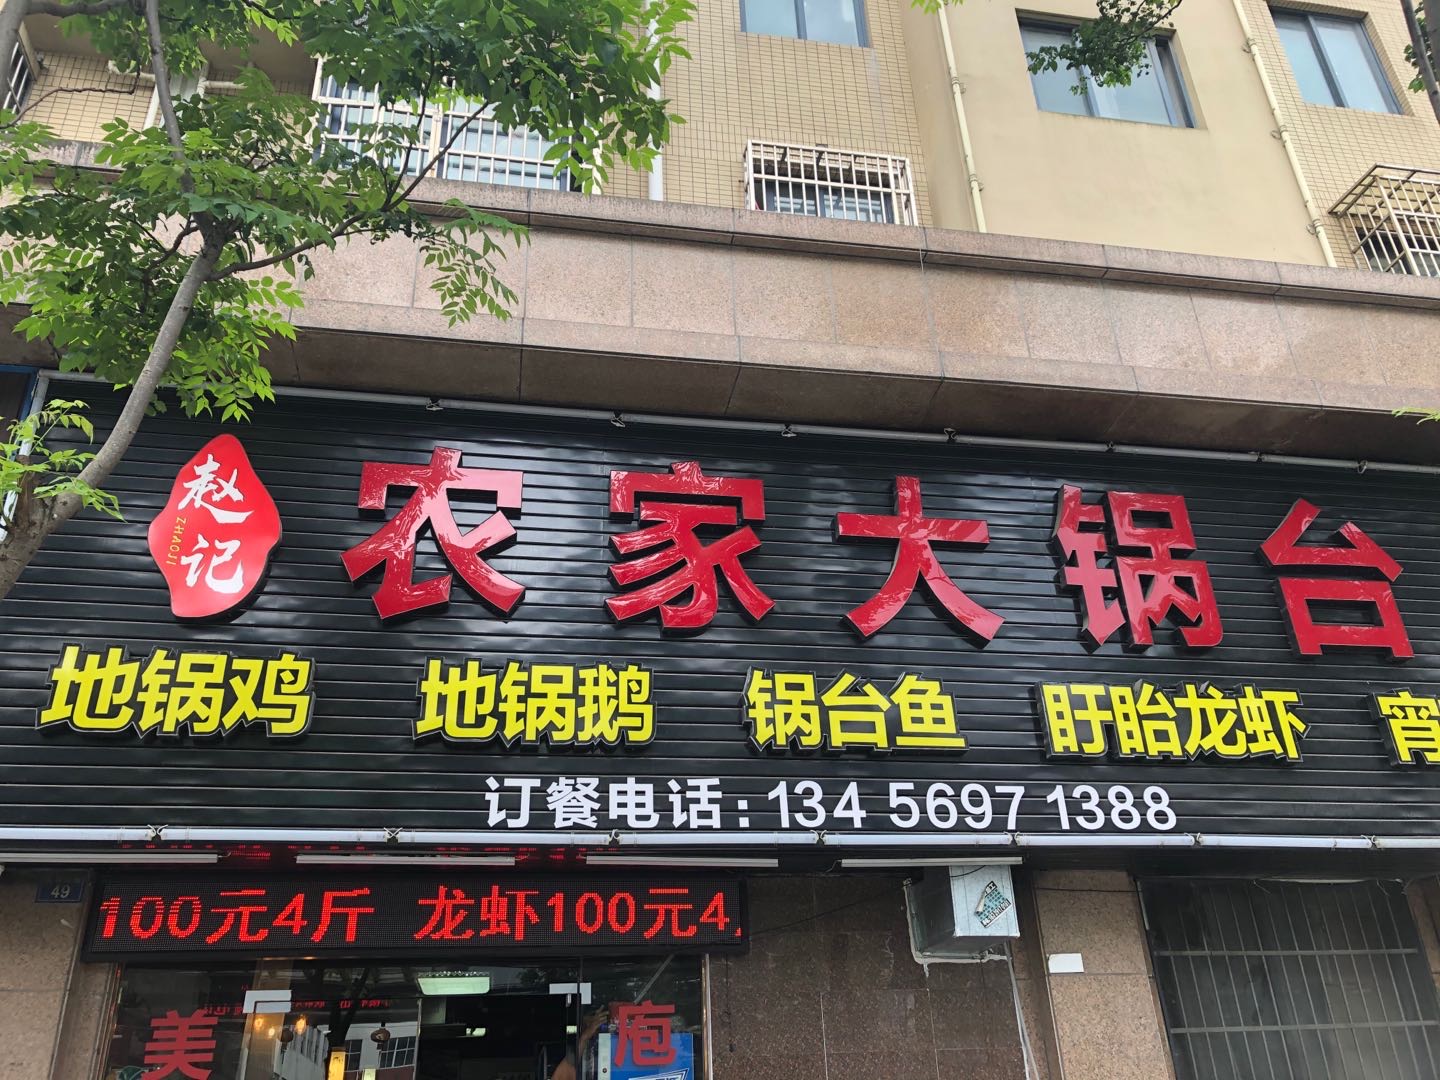 赵记
ZHAOJI
农家大锅台
地锅鸡 地锅鹅 锅台鱼 盱眙龙虾 宵
订餐电话：134 5697 1388
49
100元4斤 龙虾100元4
美 庖